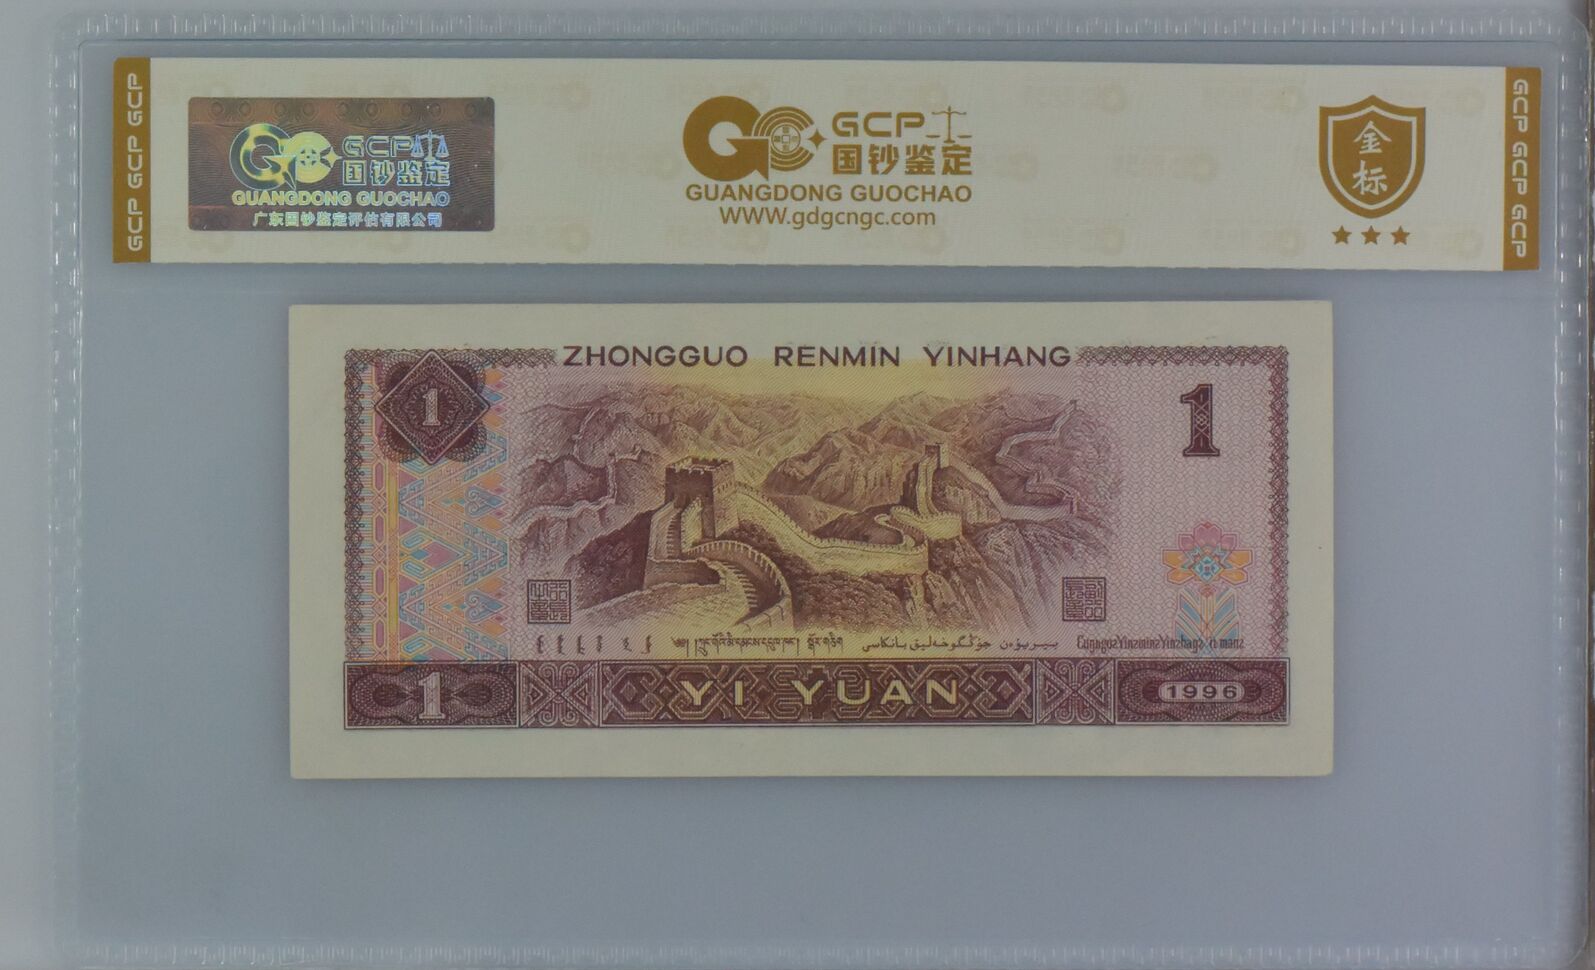 GCP GCP GCP
GCP
国钞鉴定
GUANGDONG GUOCHAO
广东国钞鉴定评估有限公司
GCP
国钞鉴定
GUANGDONG GUOCHAO
WWW.gdgcngc.com
金标
GCP GCP GCP
ZHONGGUO RENMIN YINHANG
1
1
1
YI YUAN
1996